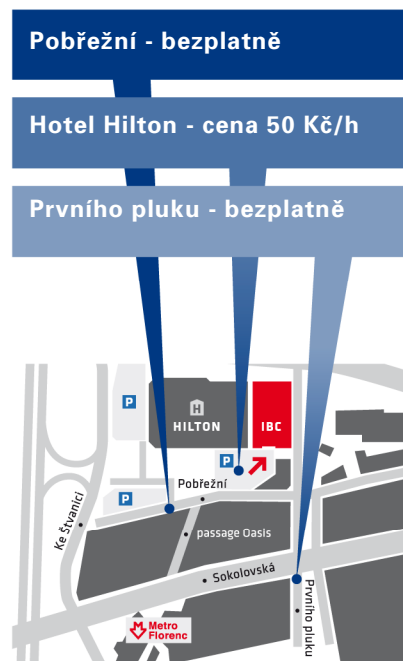 Pobřežní - bezplatně
Hotel Hilton - cena 50 Kč/h
Prvního pluku - bezplatně
P
H
HILTON
IBC
P
P
Pobřežní
Ke Štvanici
passage Oasis
Sokolovská
Prvního pluku
Metro
Florenc